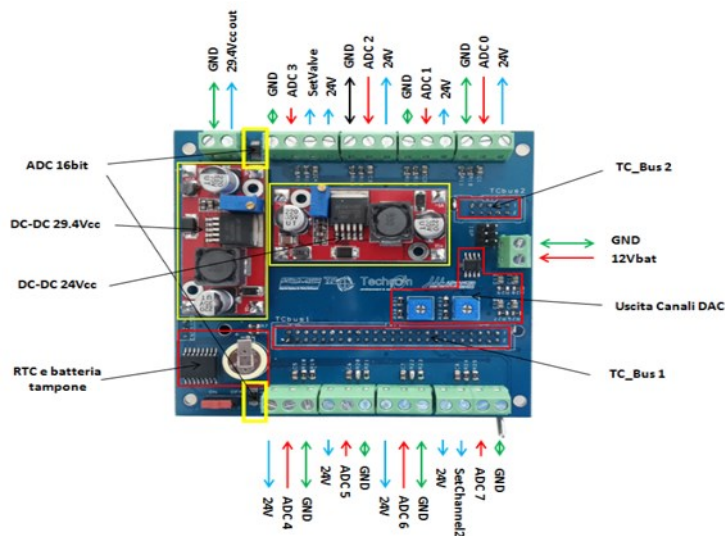 GND
29.4Vcc out
GND
ADC 3
SetValve
24V
GND
ADC 2
24V
GND
ADC 1
24V
GND
ADC 0
24V
ADC 16bit
TC_Bus 2
TCbus2
DC-DC 29.4Vcc
GND
12Vbat
DC-DC 24Vcc
Uscita Canali DAC
TCbus1
RTC e batteria
tampone
TC_Bus 1
24V
ADC 4
GND
24V
ADC 5
GND
24V
ADC 6
GND
24V
SetChannel2
ADC 7
GND